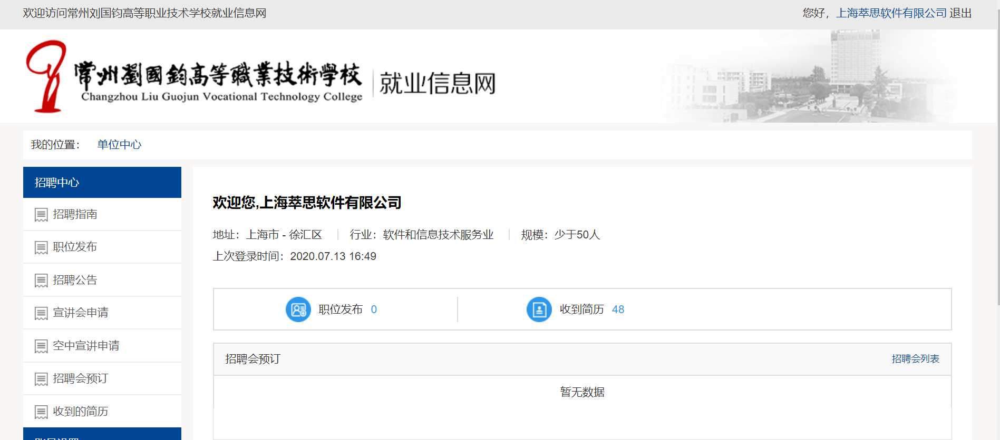 欢迎访问常州刘国钧高等职业技术学校就业信息网
您好，上海萃思软件有限公司 退出
常州劉國鈞高等職業技術學校
Changzhou Liu Guojun Vocational Technology College
就业信息网
我的位置： 单位中心
招聘中心
招聘指南
职位发布
招聘公告
宣讲会申请
空中宣讲申请
招聘会预订
收到的简历
欢迎您,上海萃思软件有限公司
地址：上海市 - 徐汇区 行业：软件和信息技术服务业 规模：少于50人
上次登录时间：2020.07.13 16:49
职位发布 0
收到简历 48
招聘会预订 招聘会列表
暂无数据